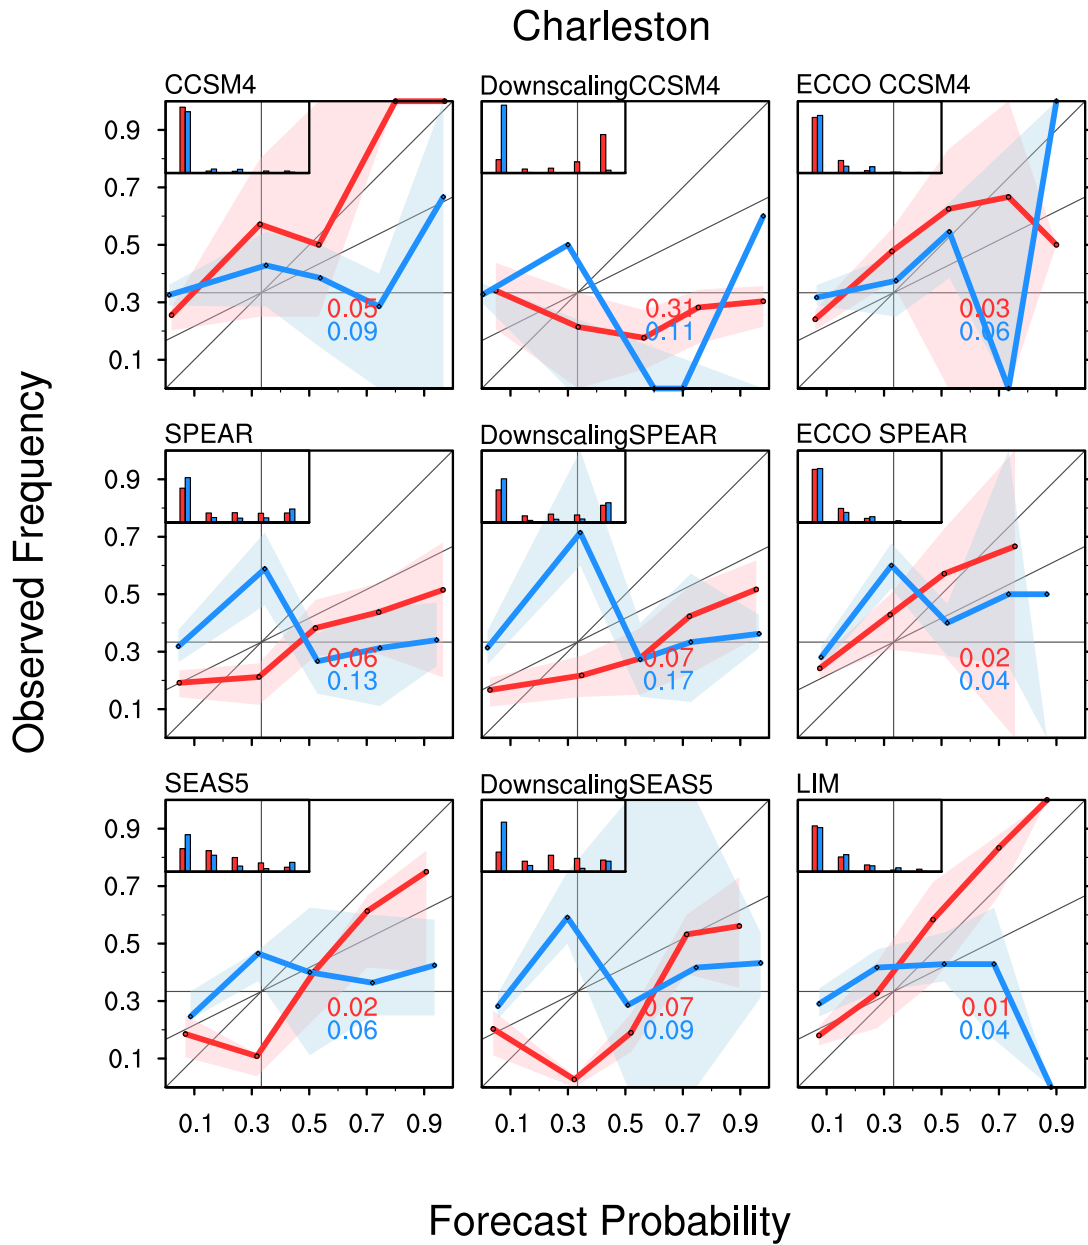 Charleston
CCSM4
DownscalingCCSM4
ECCO CCSM4
0.9
0.7
0.5
0.3
0.1
0.05
0.09
0.31
0.11
0.03
0.06
SPEAR
DownscalingSPEAR
ECCO SPEAR
0.9
0.7
0.5
0.3
0.1
0.06
0.13
0.07
0.17
0.02
0.04
Observed Frequency
SEAS5
DownscalingSEAS5
LIM
0.9
0.7
0.5
0.3
0.1
0.02
0.06
0.07
0.09
0.01
0.04
0.1 0.3 0.5 0.7 0.9
0.1 0.3 0.5 0.7 0.9
0.1 0.3 0.5 0.7 0.9
Forecast Probability